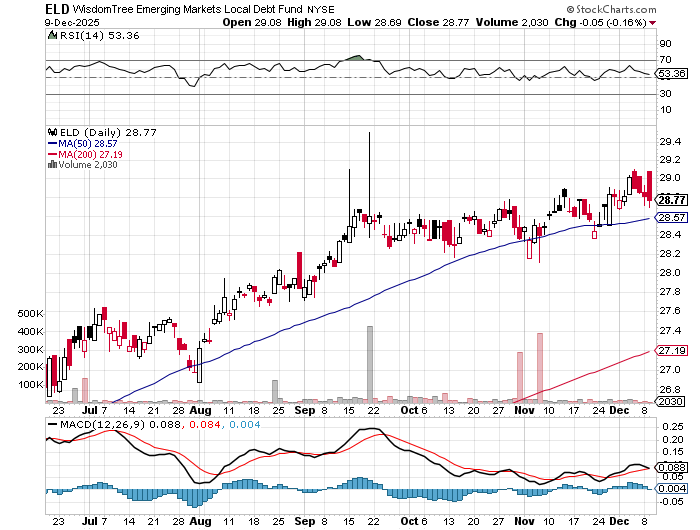 ELD WisdomTree Emerging Markets Local Debt Fund NYSE © StockCharts.com
9-Dec-2025 Open 29.08 High 29.08 Low 28.69 Close 28.77 Volume 2,030 Chg -0.05 (-0.16%)
RSI(14) 53.36
90
70
53.36
50
30
10
ELD (Daily) 28.77
MA(50) 28.57
MA(200) 27.19
Volume 2,030
29.4
29.2
29.0
28.77
28.57
28.4
28.2
28.0
27.8
27.6
27.4
27.19
27.0
26.8
2030
500K
400K
300K
200K
100K
23 Jul 7 14 21 28 Aug 11 18 25 Sep 8 15 22 Oct 6 13 20 27 Nov 10 17 24 Dec 8
MACD(12,26,9) 0.088, 0.084, 0.004
0.25
0.20
0.15
0.088
0.004
-0.05
23 Jul 7 14 21 28 Aug 11 18 25 Sep 8 15 22 Oct 6 13 20 27 Nov 10 17 24 Dec 8